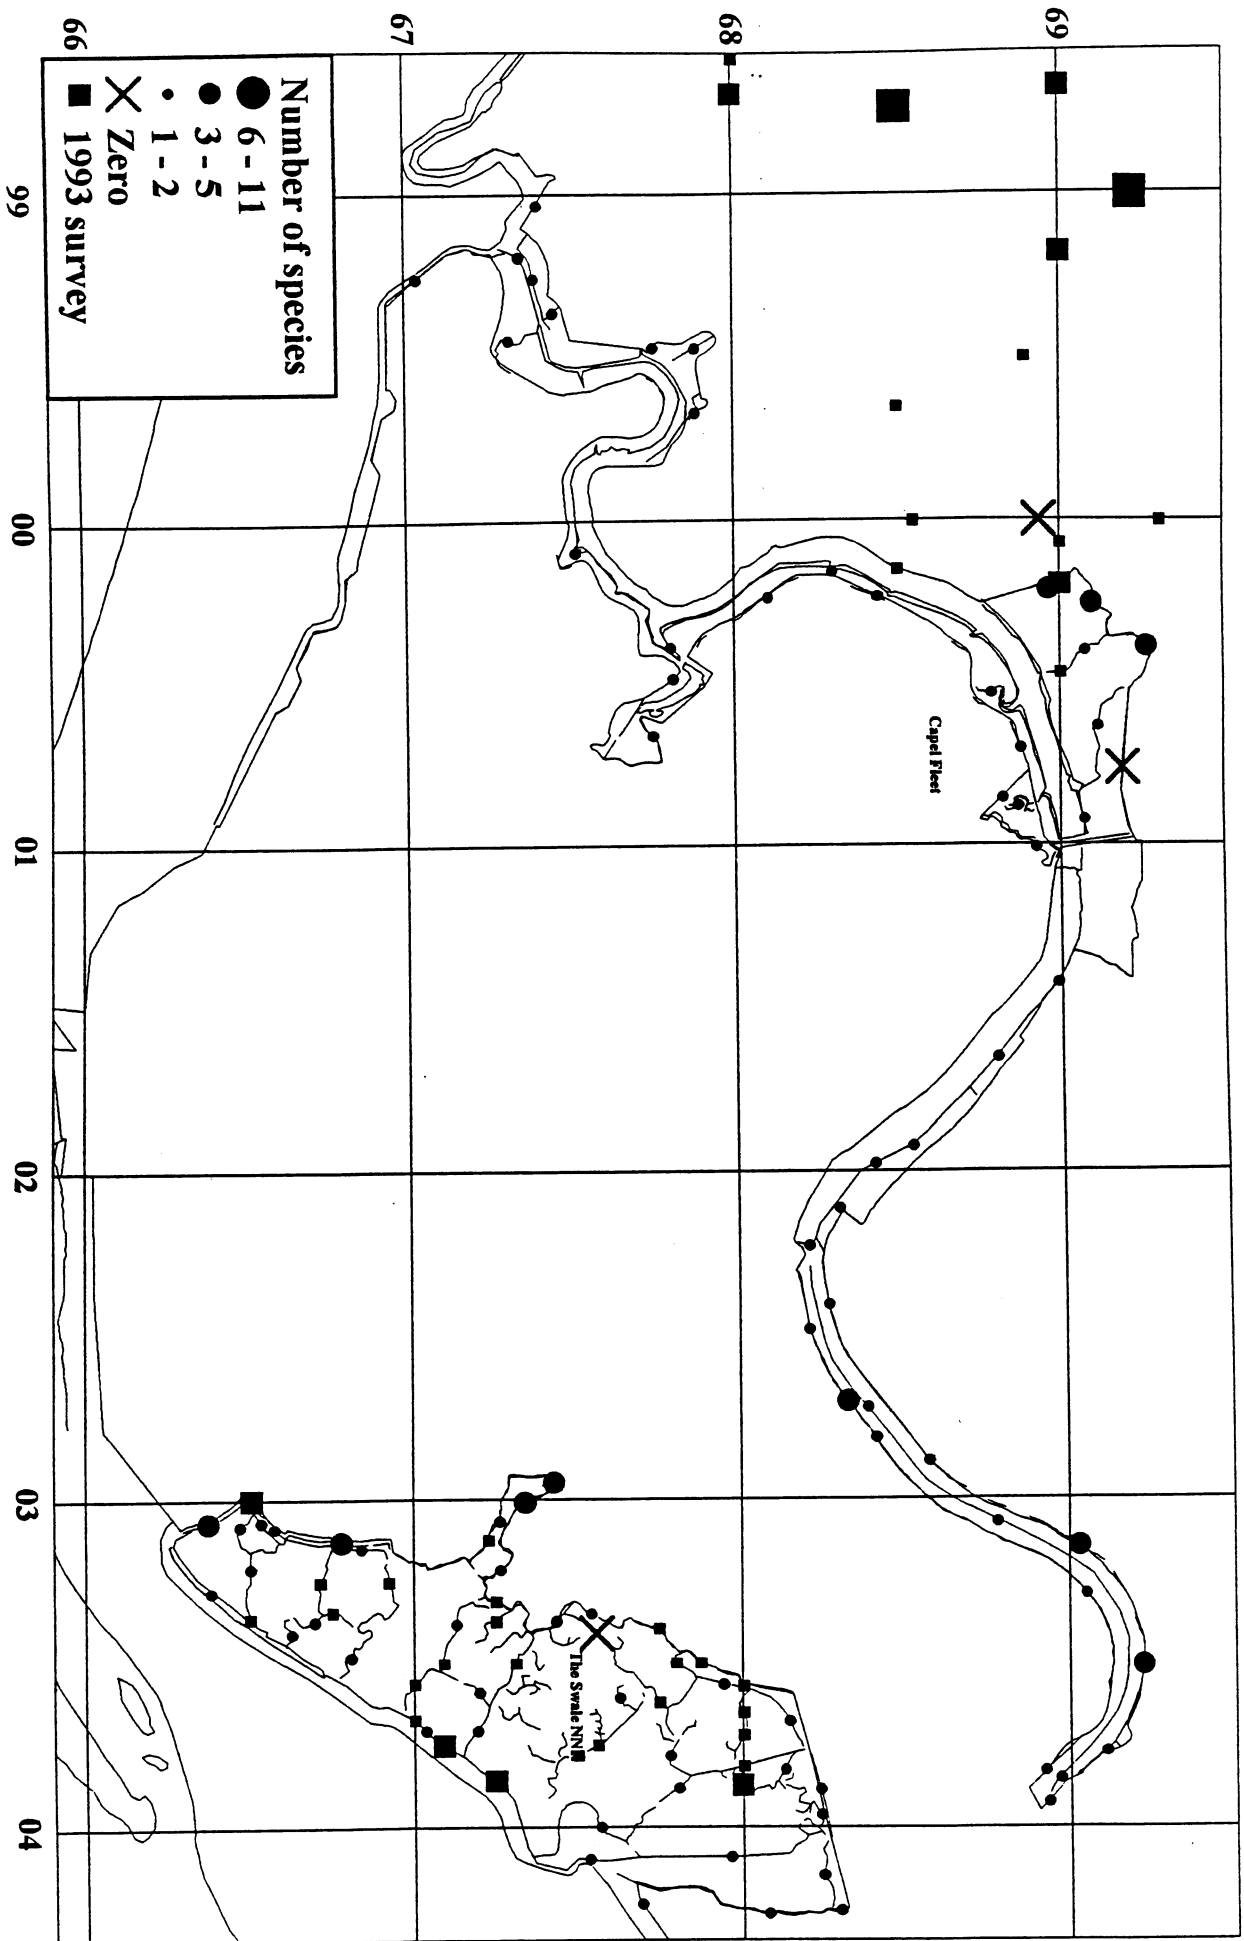 69
68
67
66
Number of species
6 - 11
3 - 5
1 - 2
Zero
1993 survey
99
00
01
02
03
04
Capel Fleet
The Swale NNR